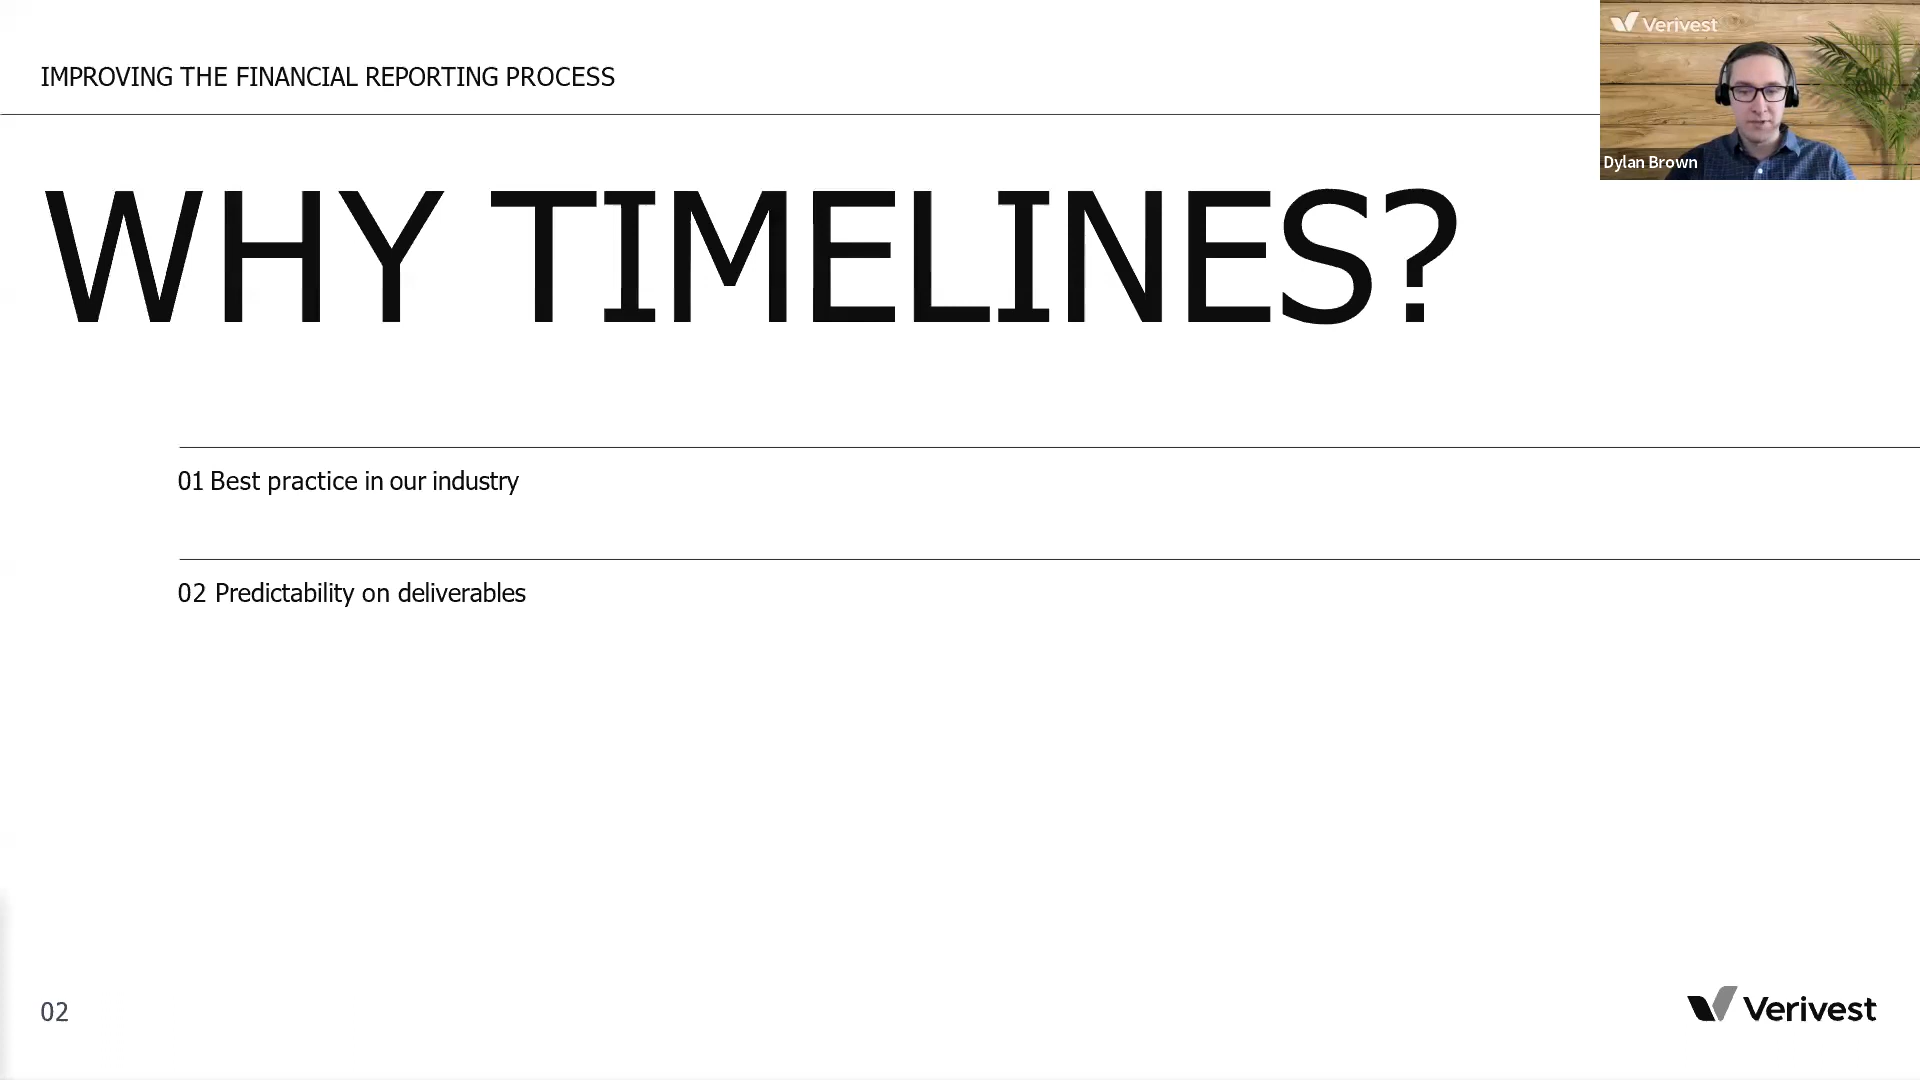 IMPROVING THE FINANCIAL REPORTING PROCESS
Verivest
Dylan Brown
WHY TIMELINES?
01 Best practice in our industry
02 Predictability on deliverables
02
Verivest